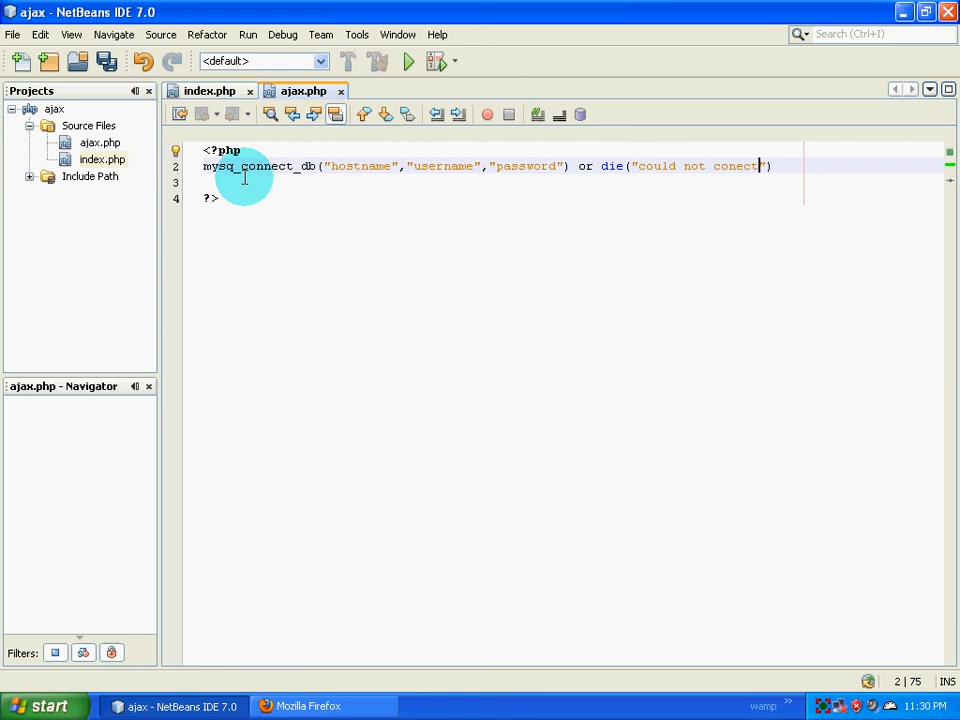 ajax - NetBeans IDE 7.0
File Edit View Navigate Source Refactor Run Debug Team Tools Window Help
<default>
Search (Ctrl+I)
Projects
index.php
ajax.php
ajax
Source Files
ajax.php
index.php
Include Path
1 <?php
2 mysq_connect_db("hostname","username","password") or die("could not conect")
3
4 ?>
ajax.php - Navigator
Filters:
2 | 75 INS
start
ajax - NetBeans IDE 7.0
Mozilla Firefox
wamp »
11:30 PM